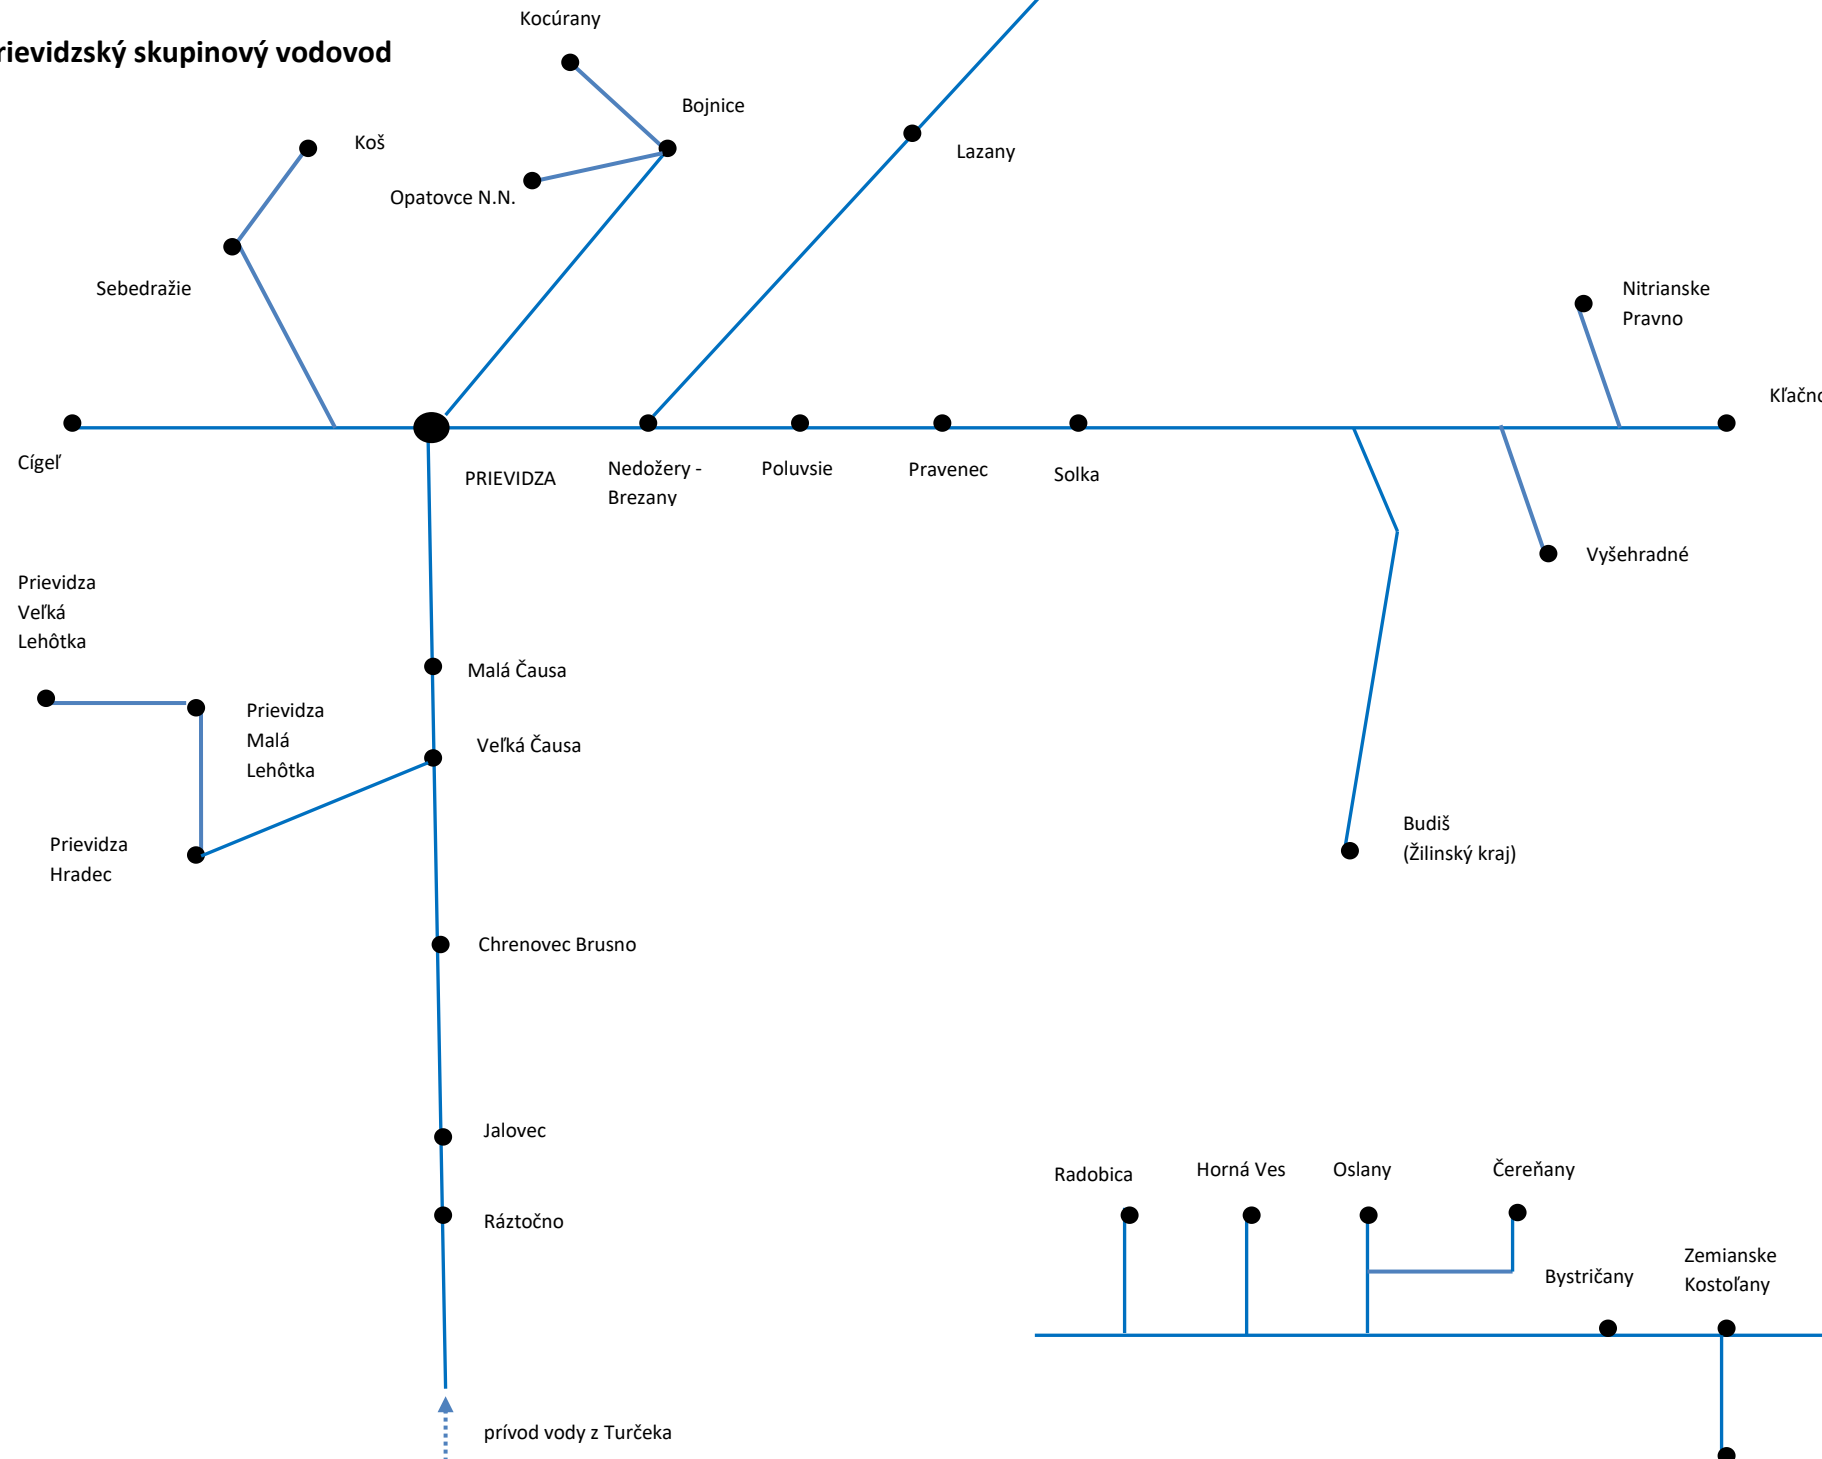 Kocúrany
rievidzský skupinový vodovod
Bojnice
Koš
Lazany
Opatovce N.N.
Sebedražie
Nitrianske
Pravno
Kľačno
Cígeľ
PRIEVIDZA
Nedožery -
Brezany
Poluvsie
Pravenec
Solka
Vyšehradné
Prievidza
Veľká
Lehôtka
Malá Čausa
Prievidza
Malá
Lehôtka
Veľká Čausa
Prievidza
Hradec
Budiš
(Žilinský kraj)
Chrenovec Brusno
Jalovec
Ráztočno
Radobica
Horná Ves
Oslany
Čereňany
Bystričany
Zemianske
Kostoľany
prívod vody z Turčeka